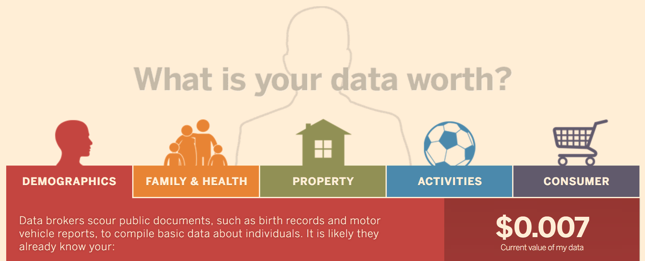 What is your data worth?
DEMOGRAPHICS
FAMILY & HEALTH
PROPERTY
ACTIVITIES
CONSUMER
Data brokers scour public documents, such as birth records and motor
vehicle reports, to compile basic data about individuals. It is likely they
already know your:
$0.007
Current value of my data